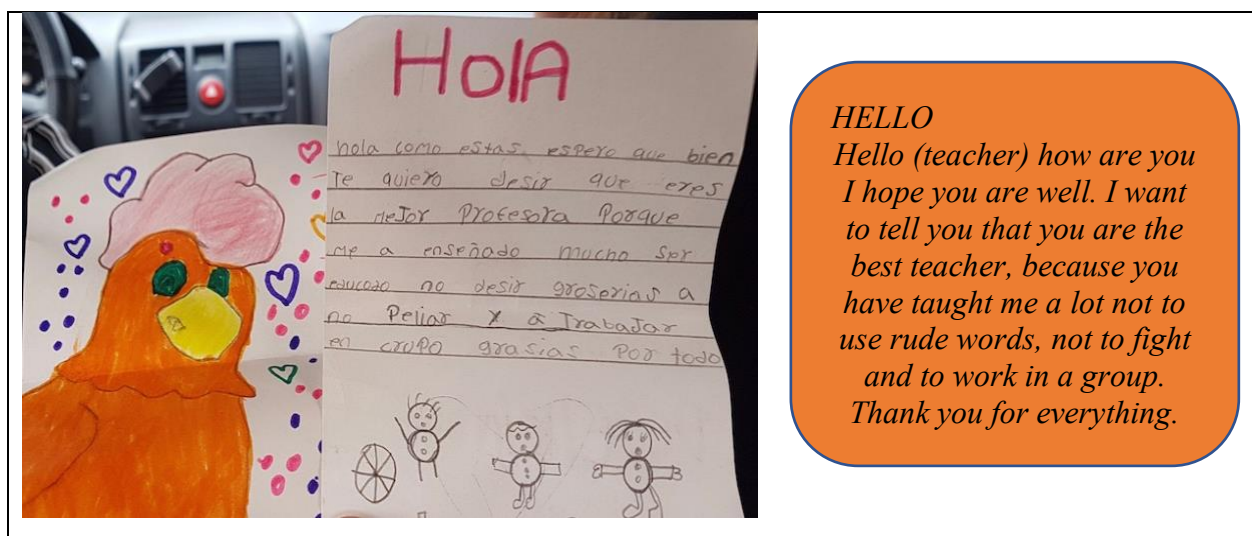 HolA
hola como estas. espero que bien
Te quiero desir que eres
la mejor Profesora Porque
me a enseñado mucho ser
educado no desir groserias a
no Peliar y a TrabaJar
en grupo grasias Por todo
HELLO
Hello (teacher) how are you
I hope you are well. I want
to tell you that you are the
best teacher, because you
have taught me a lot not to
use rude words, not to fight
and to work in a group.
Thank you for everything.